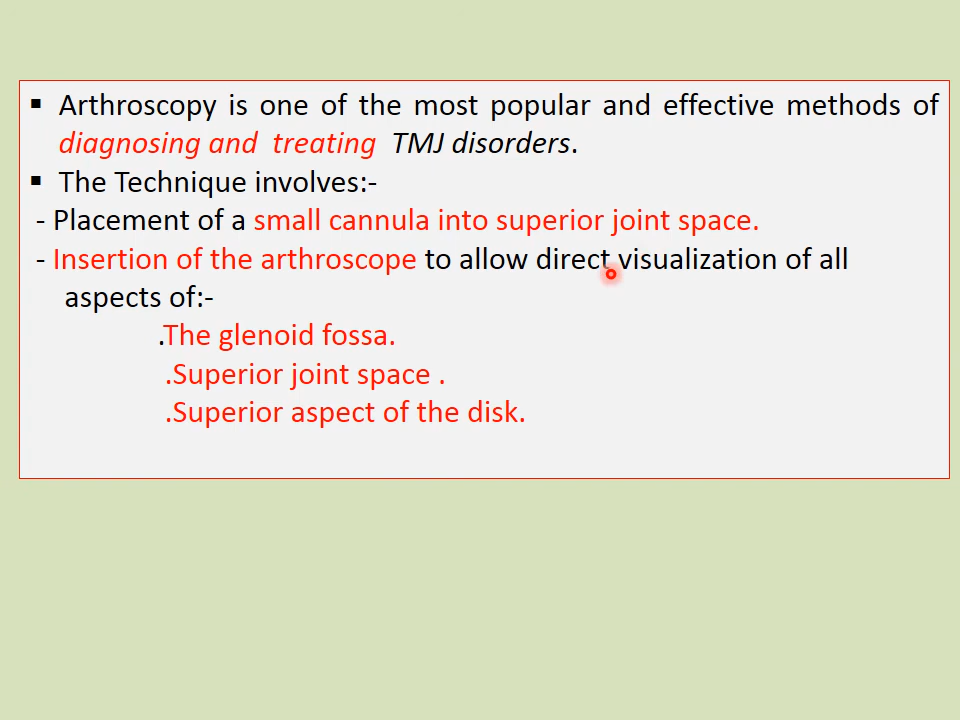 ▪ Arthroscopy is one of the most popular and effective methods of
diagnosing and treating TMJ disorders.
▪ The Technique involves:-
- Placement of a small cannula into superior joint space.
- Insertion of the arthroscope to allow direct visualization of all
aspects of:-
.The glenoid fossa.
.Superior joint space .
.Superior aspect of the disk.